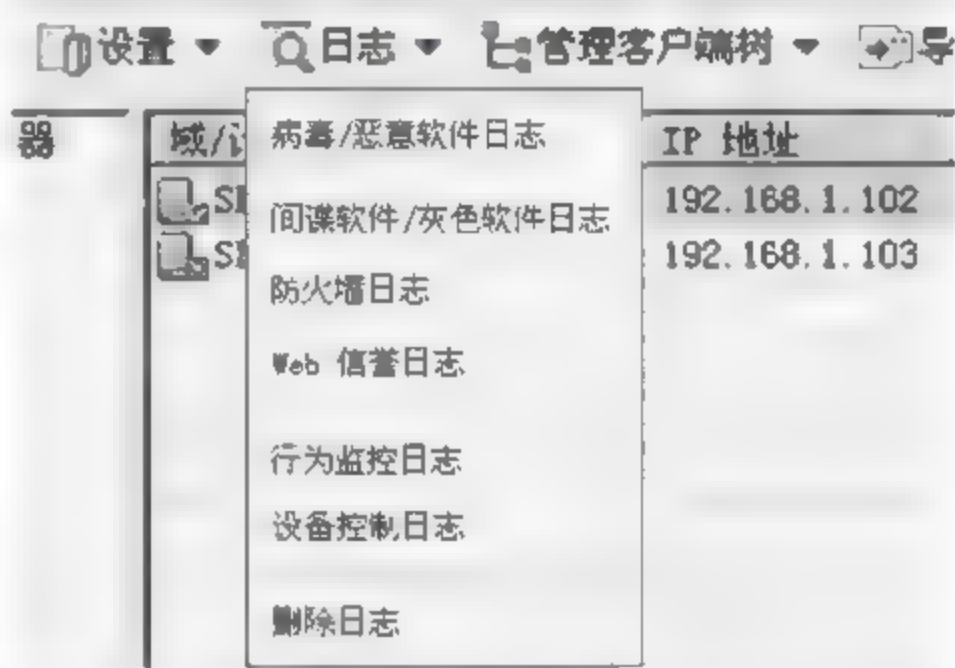 设置 日志 管理客户端树 导
器 域/ IP 地址
病毒/恶意软件日志
192.168.1.102
间谍软件/灰色软件日志
192.168.1.103
防火墙日志
Web 信誉日志
行为监控日志
设备控制日志
删除日志